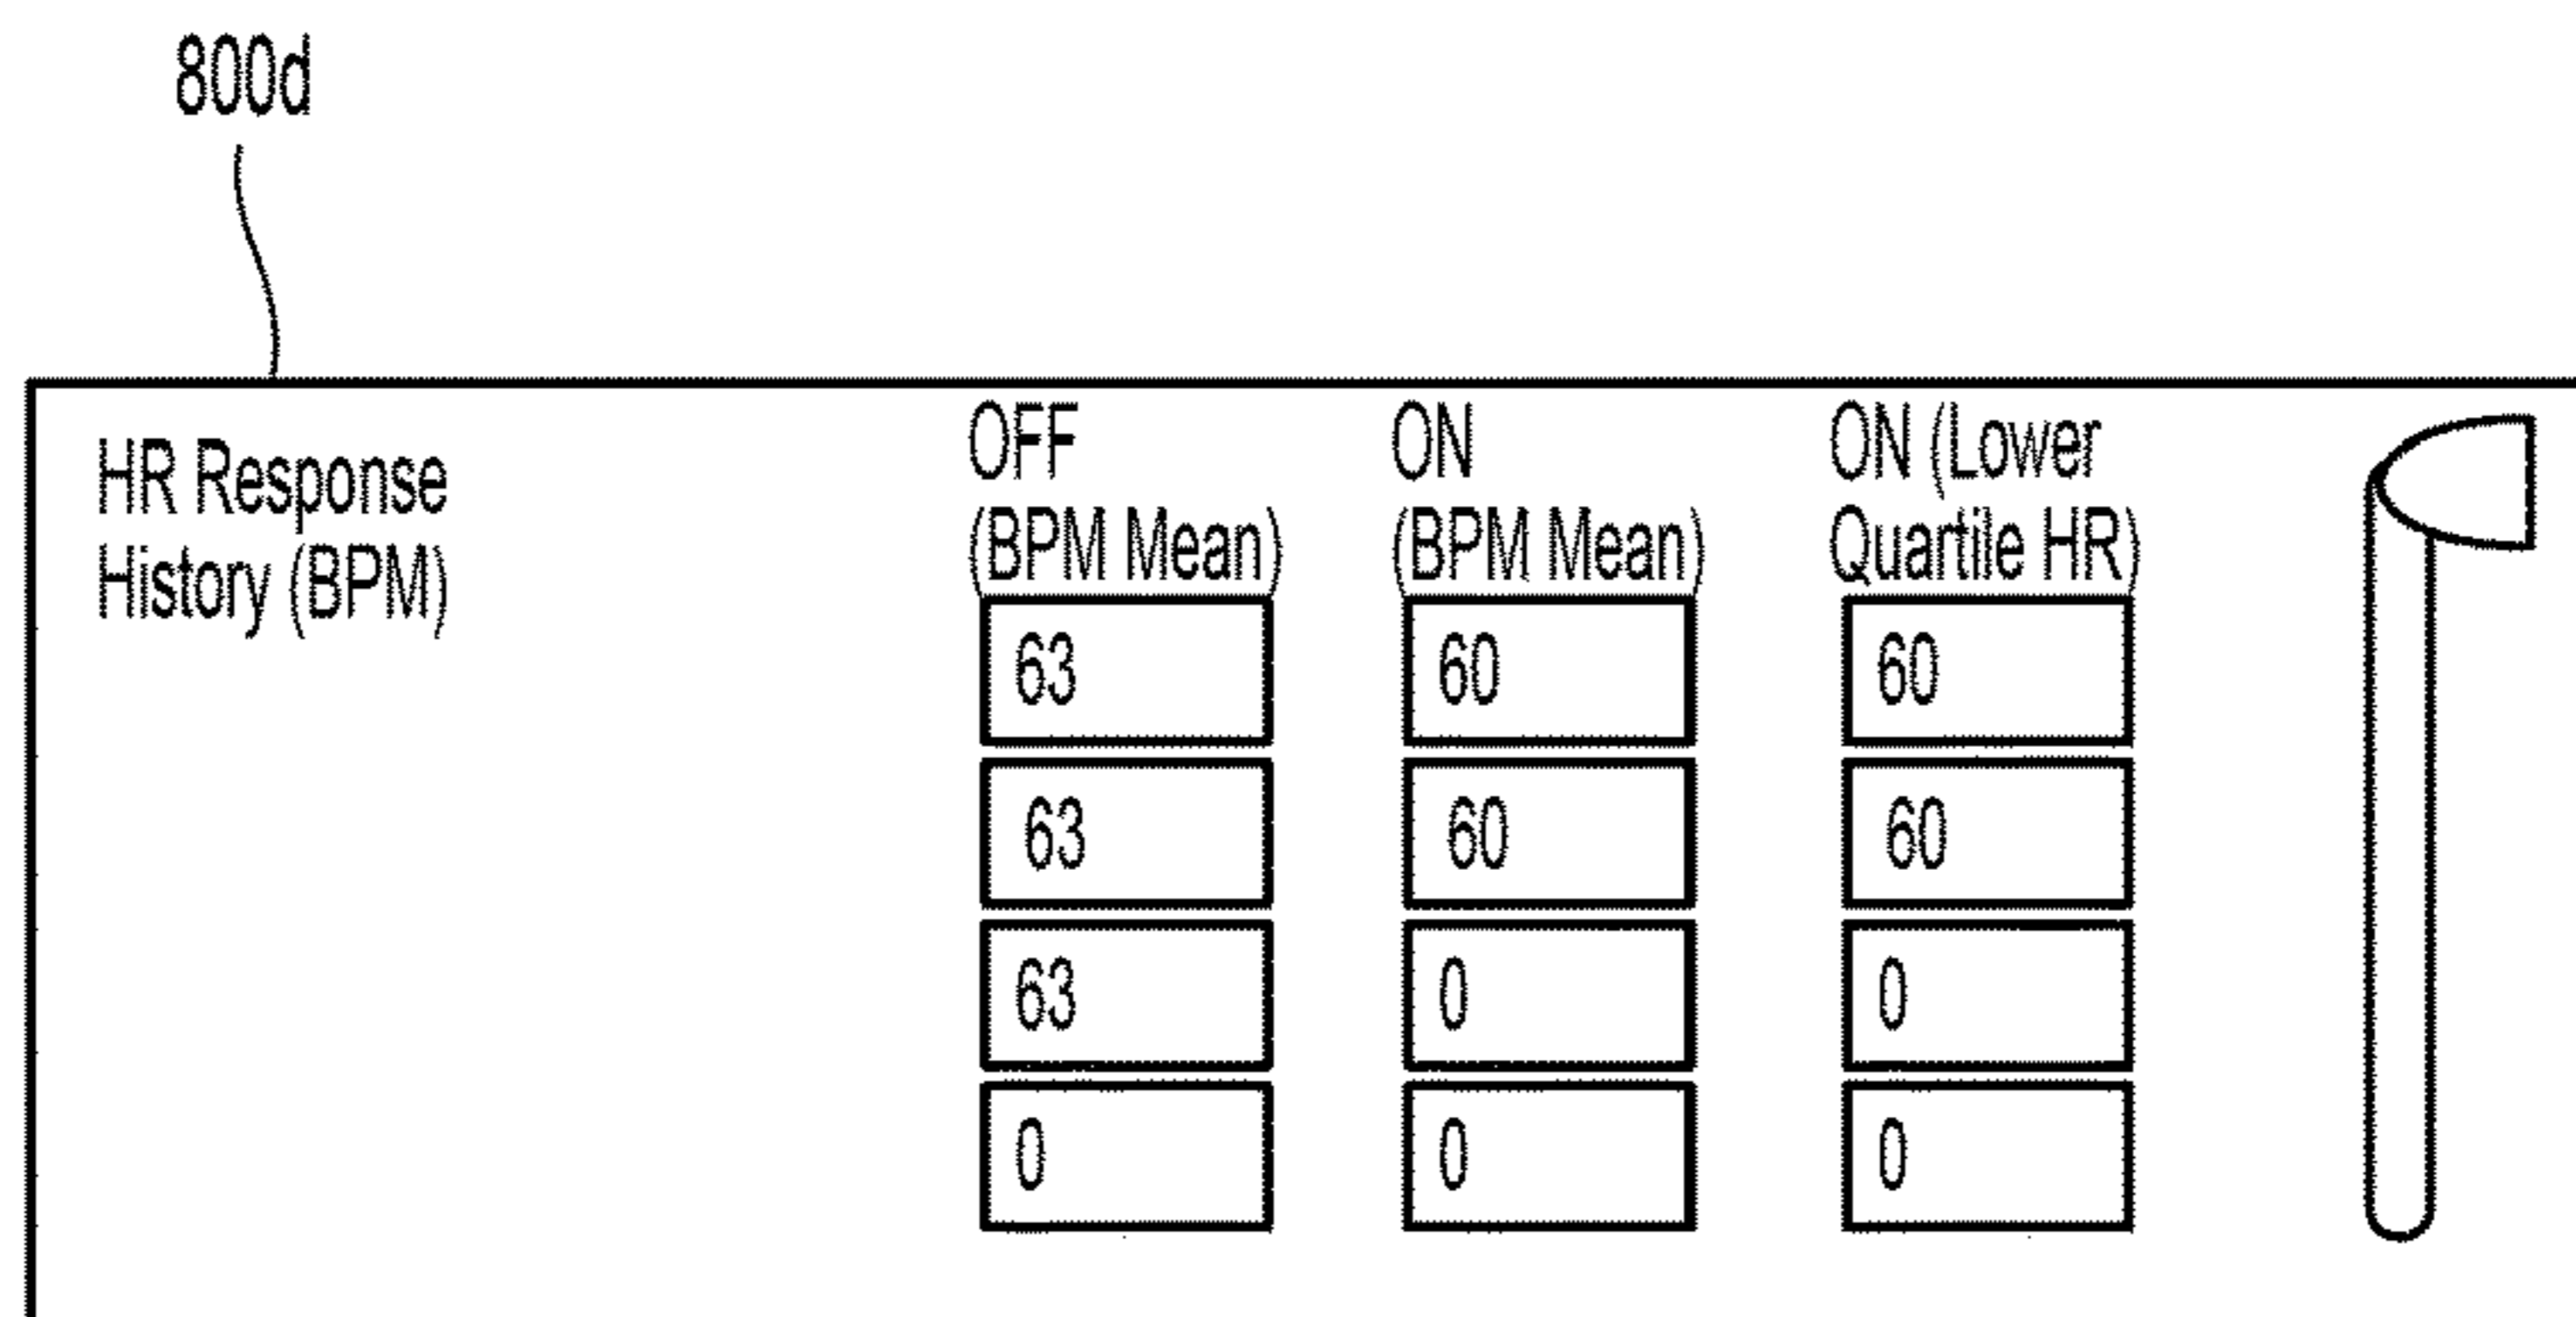 800d
HR Response
History (BPM)
OFF
(BPM Mean)
ON
(BPM Mean)
ON (Lower
Quartile HR)
63 60 60
63 60 60
63 0 0
0 0 0